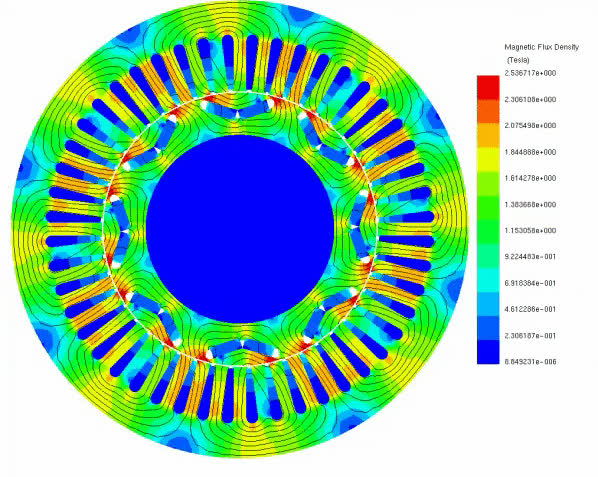 Magnetic Flux Density
(Tesla)
2.536717e+000
2.306108e+000
2.075498e+000
1.844888e+000
1.614278e+000
1.383668e+000
1.153058e+000
9.224483e-001
6.918384e-001
4.612286e-001
2.306187e-001
8.849231e-006